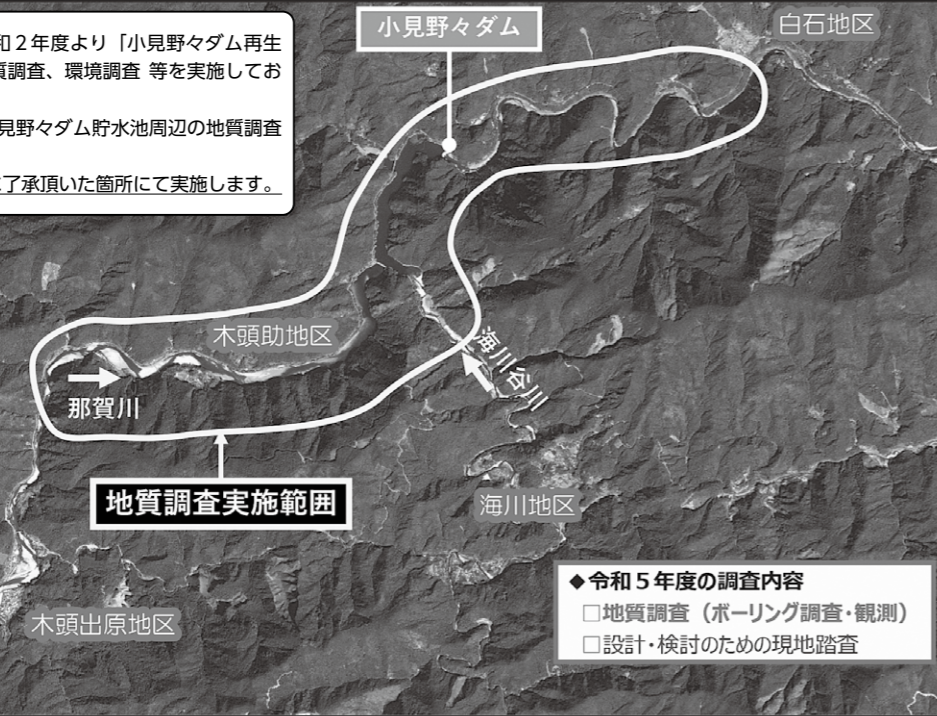 和２年度より「小見野々ダム再生
質調査、環境調査 等を実施してお
見野々ダム貯水池周辺の地質調査
了承頂いた箇所にて実施します。
小見野々ダム
白石地区
木頭助地区
海川谷川
那賀川
地質調査実施範囲
海川地区
木頭出原地区
◆令和５年度の調査内容
□地質調査（ボーリング調査・観測）
□設計・検討のための現地踏査